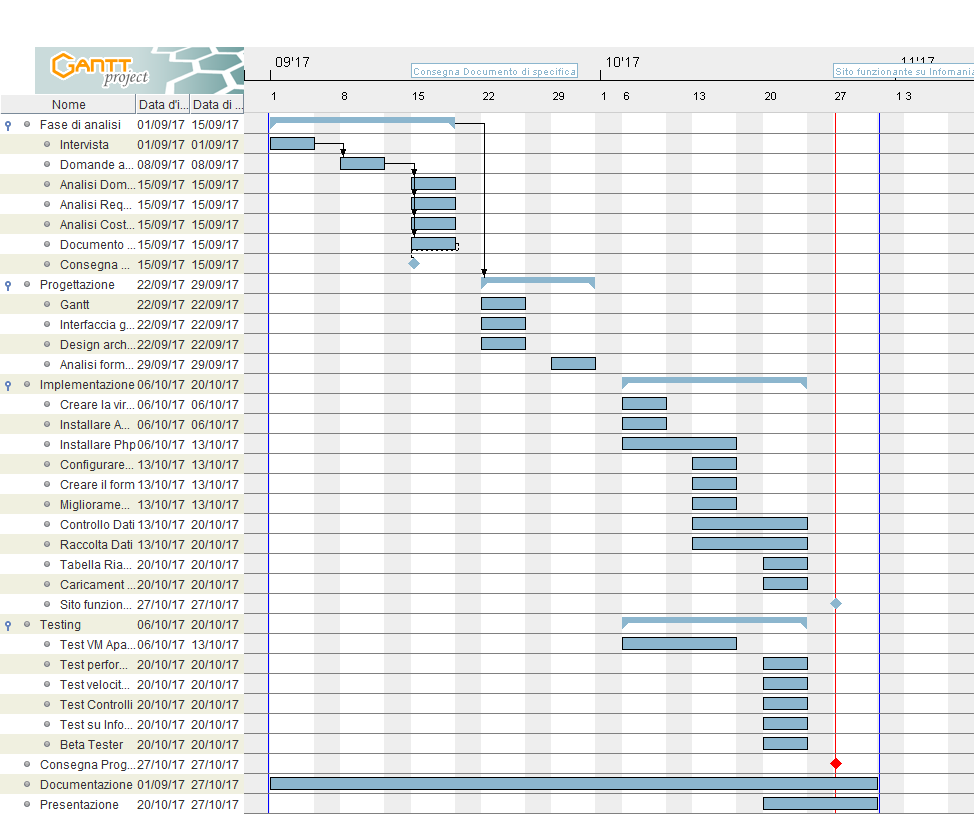 GANTT
project
09'17
10'17
11'17
Consegna Documento di specifica
Sito funzionante su Infomania
1 8 15 22 29 1 6 13 20 27 1 3
Nome Data d'i... Data di ...
Fase di analisi 01/09/17 15/09/17
Intervista 01/09/17 01/09/17
Domande a... 08/09/17 08/09/17
Analisi Dom... 15/09/17 15/09/17
Analisi Req... 15/09/17 15/09/17
Analisi Cost... 15/09/17 15/09/17
Documento ... 15/09/17 15/09/17
Consegna ... 15/09/17 15/09/17
Progettazione 22/09/17 29/09/17
Gantt 22/09/17 22/09/17
Interfaccia g... 22/09/17 22/09/17
Design arch... 22/09/17 22/09/17
Analisi form... 29/09/17 29/09/17
Implementazione 06/10/17 20/10/17
Creare la vir... 06/10/17 06/10/17
Installare A... 06/10/17 06/10/17
Installare Php 06/10/17 13/10/17
Configurare... 13/10/17 13/10/17
Creare il form 13/10/17 13/10/17
Migliorame... 13/10/17 13/10/17
Controllo Dati 13/10/17 20/10/17
Raccolta Dati 13/10/17 20/10/17
Tabella Ria... 20/10/17 20/10/17
Caricament ... 20/10/17 20/10/17
Sito funzion... 27/10/17 27/10/17
Testing 06/10/17 20/10/17
Test VM Apa... 06/10/17 13/10/17
Test perfor... 20/10/17 20/10/17
Test velocit... 20/10/17 20/10/17
Test Controlli 20/10/17 20/10/17
Test su Info... 20/10/17 20/10/17
Beta Tester 20/10/17 20/10/17
Consegna Prog... 27/10/17 27/10/17
Documentazione 01/09/17 27/10/17
Presentazione 20/10/17 27/10/17